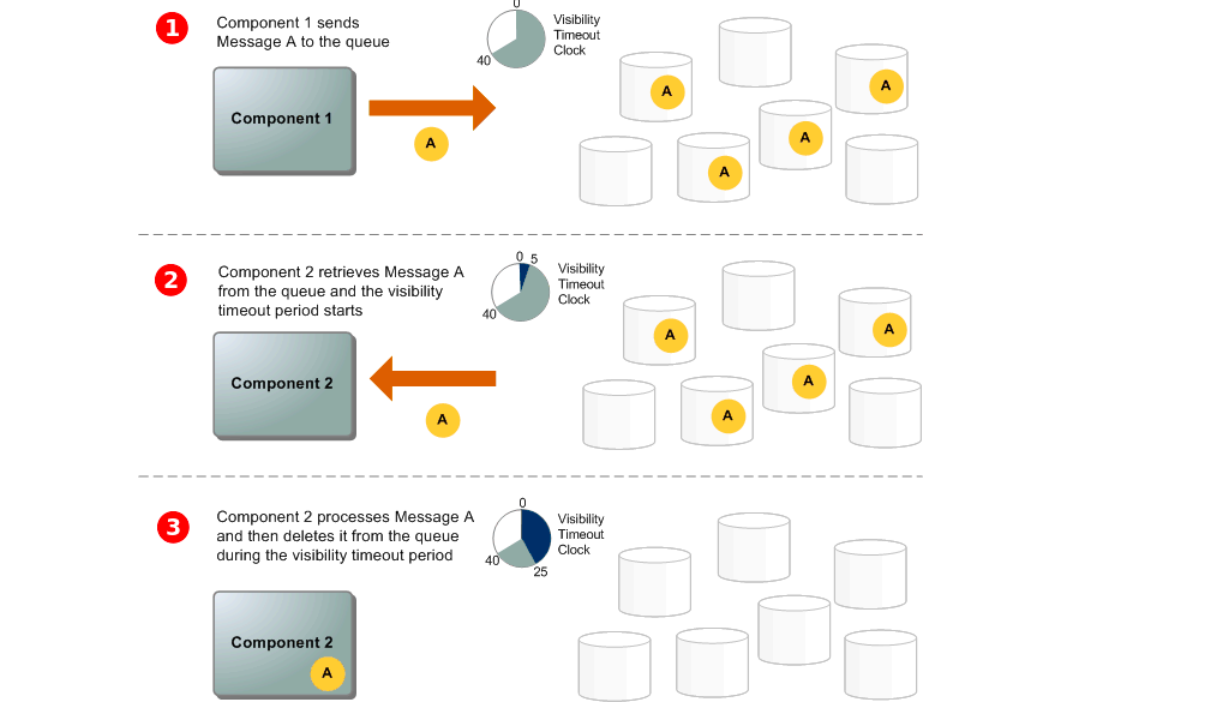 1
Component 1 sends
Message A to the queue
0
40
Visibility
Timeout
Clock
Component 1
A
A
A
A
A
2
Component 2 retrieves Message A
from the queue and the visibility
timeout period starts
0 5
40
Visibility
Timeout
Clock
Component 2
A
A
A
A
A
3
Component 2 processes Message A
and then deletes it from the queue
during the visibility timeout period
0
40
25
Visibility
Timeout
Clock
Component 2
A